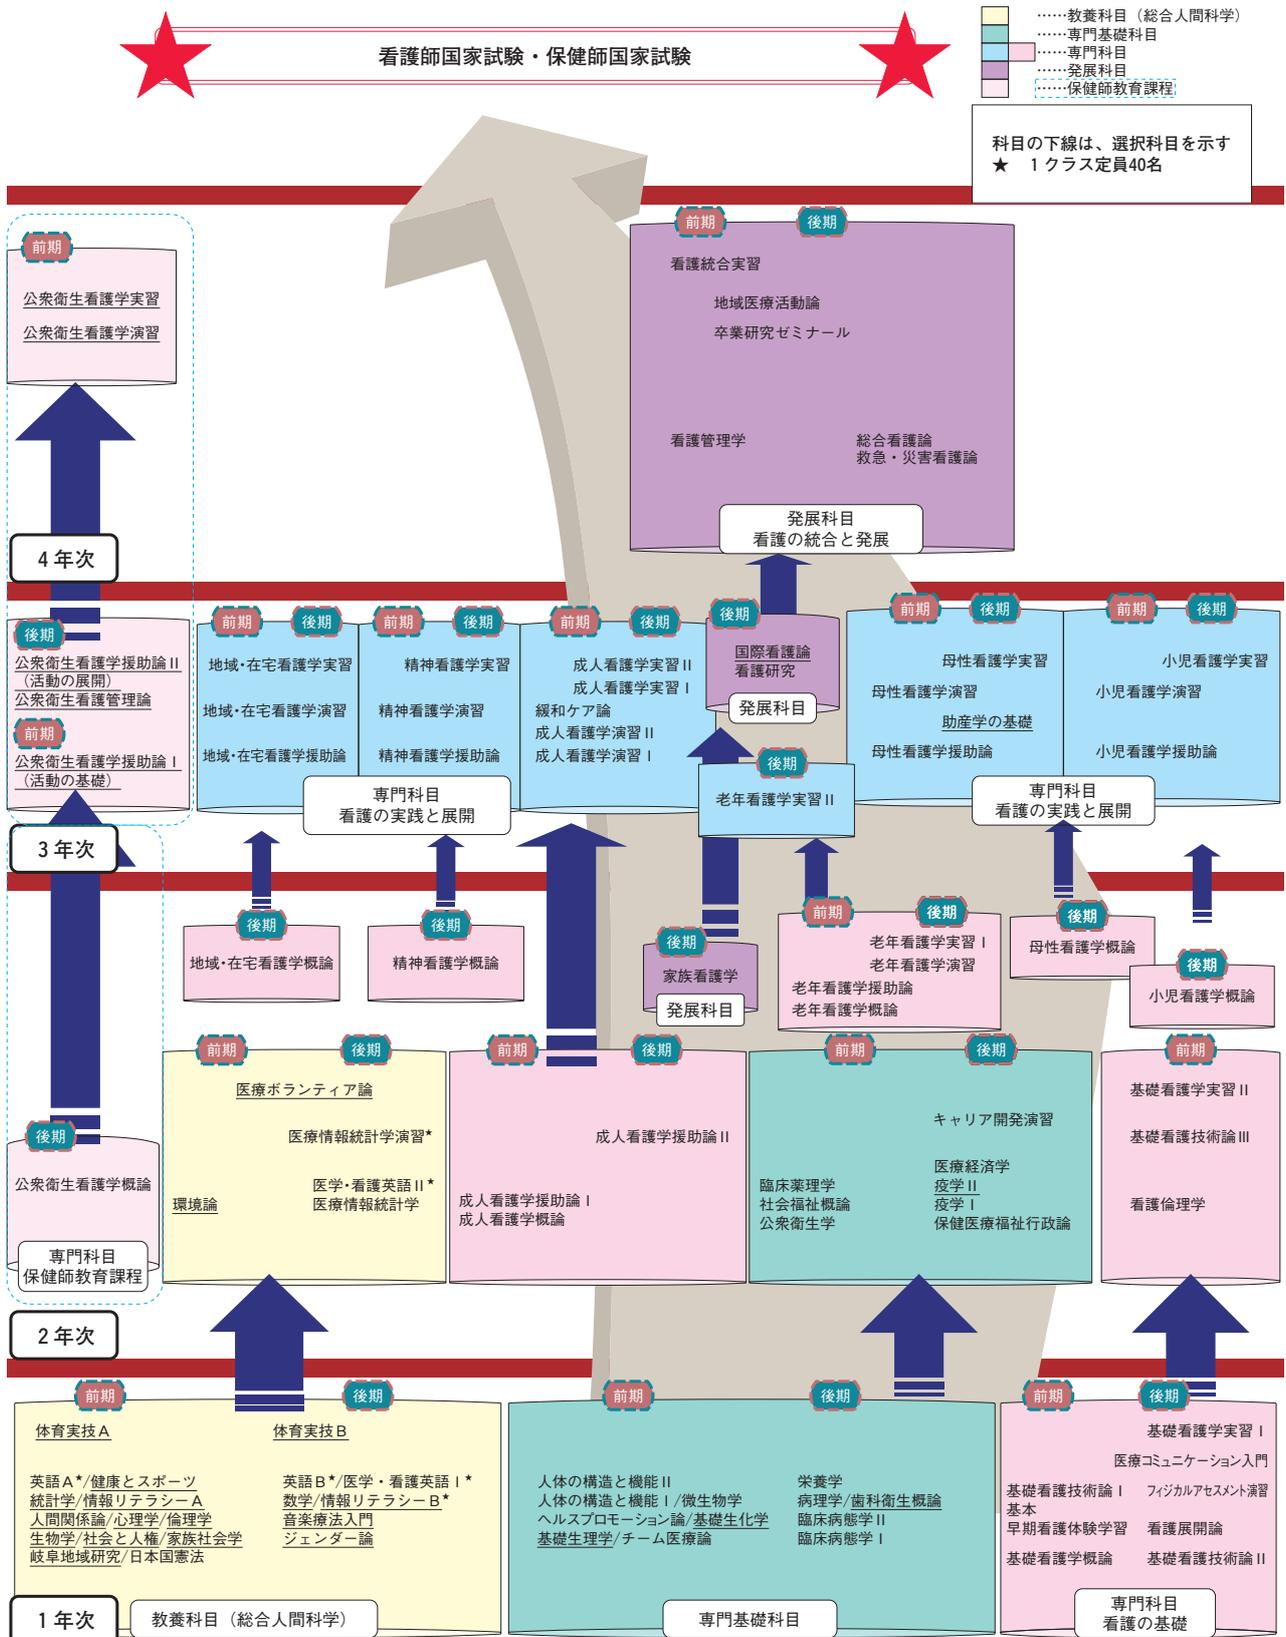 看護師国家試験・保健師国家試験
……教養科目（総合人間科学）
……専門基礎科目
……専門科目
……発展科目
……保健師教育課程
科目の下線は、選択科目を示す
★　1クラス定員40名
前期
公衆衛生看護学実習
公衆衛生看護学演習
前期
後期
看護統合実習
地域医療活動論
卒業研究ゼミナール
看護管理学
総合看護論
救急・災害看護論
発展科目
看護の統合と発展
4年次
後期
公衆衛生看護学援助論Ⅱ
（活動の展開）
公衆衛生看護管理論
前期
公衆衛生看護学援助論Ⅰ
（活動の基礎）
前期
後期
地域・在宅看護学実習
地域・在宅看護学演習
地域・在宅看護学援助論
前期
後期
精神看護学実習
精神看護学演習
精神看護学援助論
専門科目
看護の実践と展開
前期
後期
成人看護学実習Ⅱ
成人看護学実習Ⅰ
緩和ケア論
成人看護学演習Ⅱ
成人看護学演習Ⅰ
後期
国際看護論
看護研究
発展科目
後期
老年看護学実習Ⅱ
前期
後期
母性看護学実習
母性看護学演習
助産学の基礎
母性看護学援助論
前期
後期
小児看護学実習
小児看護学演習
小児看護学援助論
専門科目
看護の実践と展開
3年次
後期
地域・在宅看護学概論
後期
精神看護学概論
後期
家族看護学
発展科目
前期
後期
老年看護学実習Ⅰ
老年看護学演習
老年看護学援助論
老年看護学概論
後期
母性看護学概論
後期
小児看護学概論
後期
公衆衛生看護学概論
専門科目
保健師教育課程
前期
後期
医療ボランティア論
医療情報統計学演習★
医学・看護英語Ⅱ★
環境論
医療情報統計学
前期
後期
成人看護学援助論Ⅱ
成人看護学援助論Ⅰ
成人看護学概論
前期
後期
キャリア開発演習
医療経済学
臨床薬理学
疫学Ⅱ
社会福祉概論
疫学Ⅰ
公衆衛生学
保健医療福祉行政論
前期
基礎看護学実習Ⅱ
基礎看護技術論Ⅲ
看護倫理学
2年次
前期
後期
体育実技A
体育実技B
英語A★/健康とスポーツ
統計学/情報リテラシーA
人間関係論/心理学/倫理学
生物学/社会と人権/家族社会学
岐阜地域研究/日本国憲法
英語B★/医学・看護英語Ⅰ★
数学/情報リテラシーB★
音楽療法入門
ジェンダー論
教養科目（総合人間科学）
前期
後期
人体の構造と機能Ⅱ
人体の構造と機能Ⅰ/微生物学
ヘルスプロモーション論/基礎生化学
基礎生理学/チーム医療論
栄養学
病理学/歯科衛生概論
臨床病態学Ⅱ
臨床病態学Ⅰ
専門基礎科目
前期
後期
基礎看護学実習Ⅰ
医療コミュニケーション入門
基礎看護技術論Ⅰ
基本
フィジカルアセスメント演習
早期看護体験学習
看護展開論
基礎看護学概論
基礎看護技術論Ⅱ
専門科目
看護の基礎
1年次